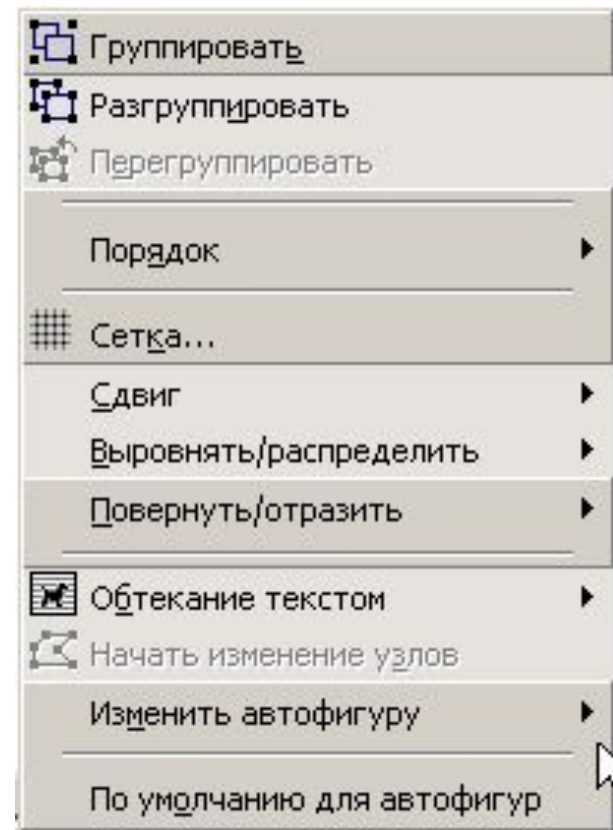 Группировать
Разгруппировать
Перегруппировать
Порядок
Сетка...
Сдвиг
Выровнять/распределить
Повернуть/отразить
Обтекание текстом
Начать изменение узлов
Изменить автофигуру
По умолчанию для автофигур